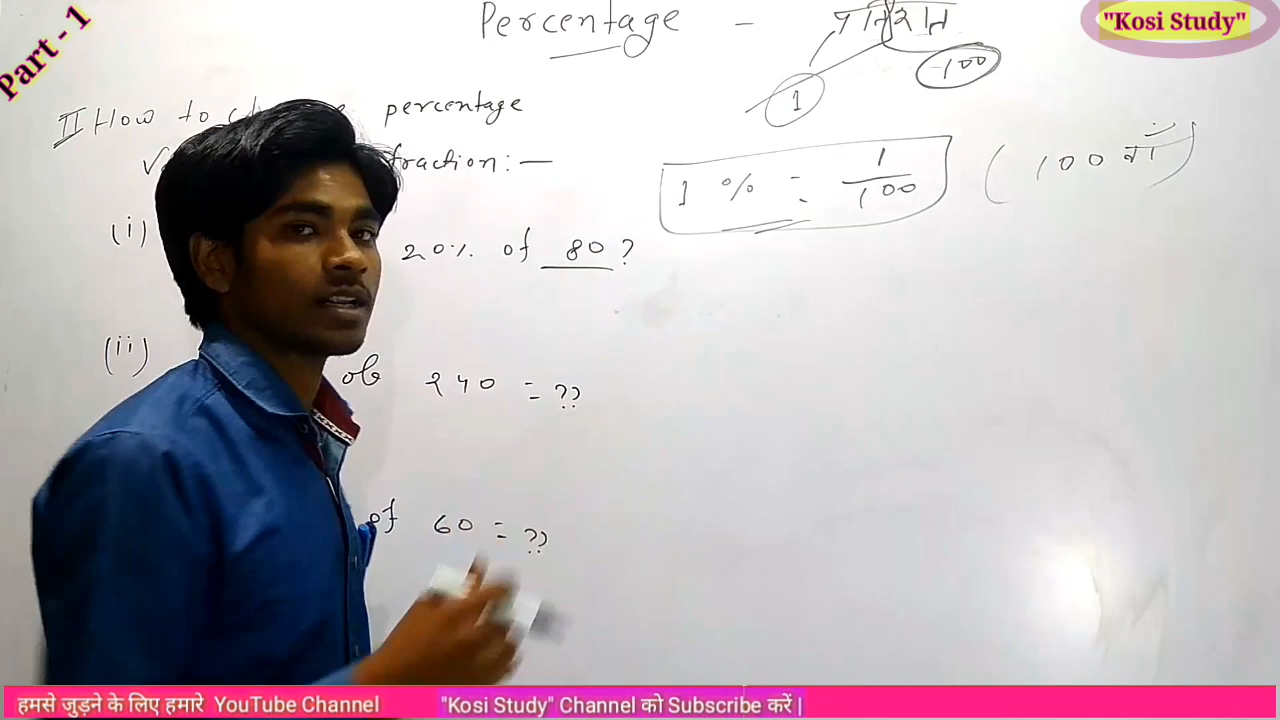 Part - 1
Percentage - प्रतिशत
"Kosi Study"
1
100
II How to percentage
fraction:-
1 % = 1/100 (100 वाँ)
(i) 20% of 80?
(ii) of 240 = ??
of 60 = ??
हमसे जुड़ने के लिए हमारे YouTube Channel "Kosi Study" Channel को Subscribe करें |